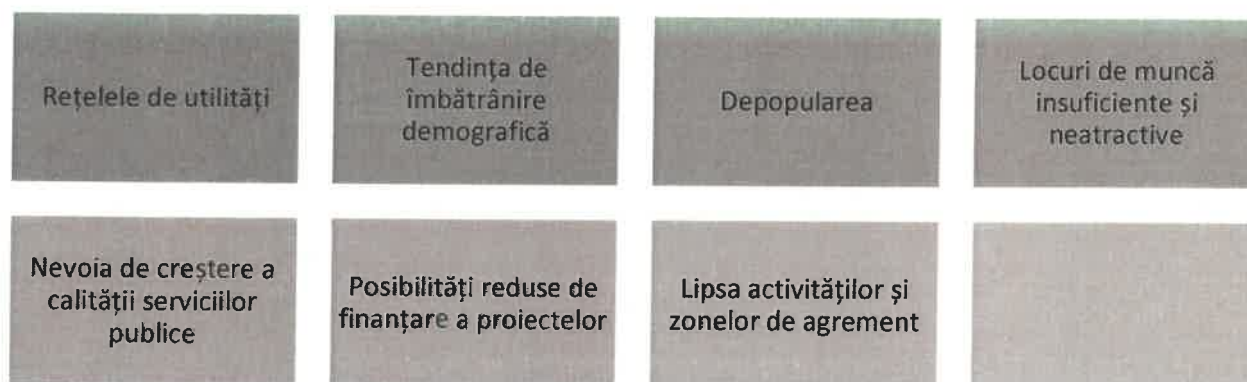 Rețelele de utilități
Tendința de
îmbătrânire
demografică
Depopularea
Locuri de muncă
insuficiente și
neatractive
Nevoia de creștere a
calității serviciilor
publice
Posibilități reduse de
finanțare a proiectelor
Lipsa activităților și
zonelor de agrement